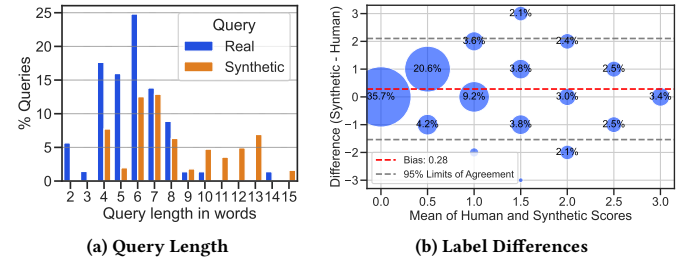 25
20
15
10
5
0
% Queries
Query
Real
Synthetic
2 3 4 5 6 7 8 9 10 11 12 13 14 15
Query length in words
(a) Query Length
3
2
1
0
−1
−2
−3
Difference (Synthetic - Human)
2.1%
3.6% 2.4%
20.6% 3.8% 2.5%
35.7% 9.2% 3.0% 3.4%
4.2% 3.8% 2.5%
2.1%
Bias: 0.28
95% Limits of Agreement
0.0 0.5 1.0 1.5 2.0 2.5 3.0
Mean of Human and Synthetic Scores
(b) Label Differences